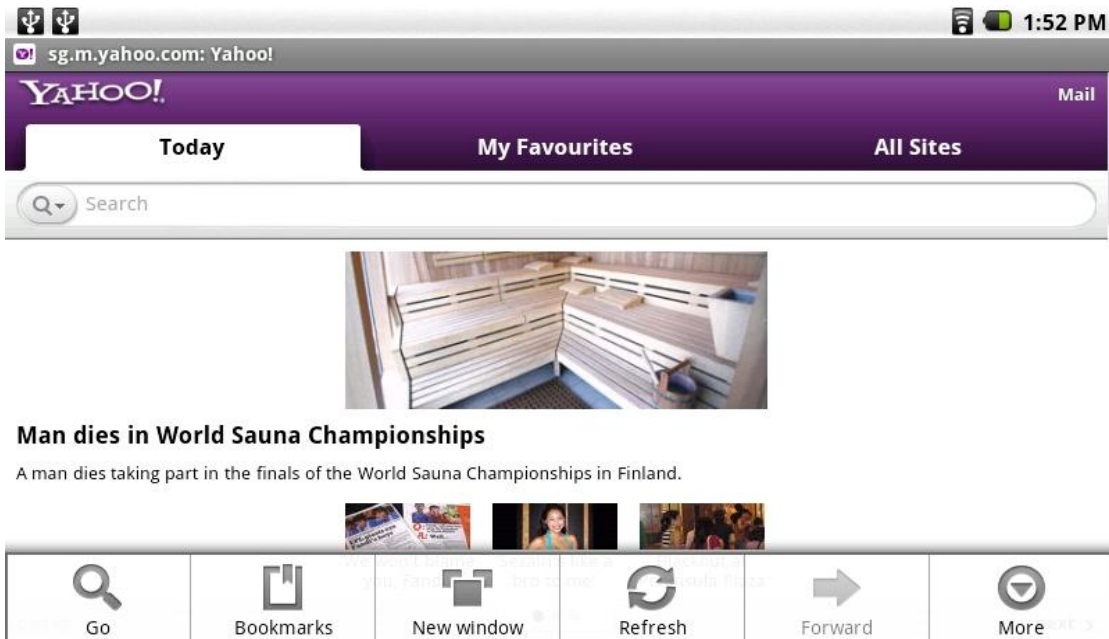 1:52 PM
sg.m.yahoo.com: Yahoo!
YAHOO!
Mail
Today
My Favourites
All Sites
Search
Man dies in World Sauna Championships
A man dies taking part in the finals of the World Sauna Championships in Finland.
Go
Bookmarks
New window
Refresh
Forward
More